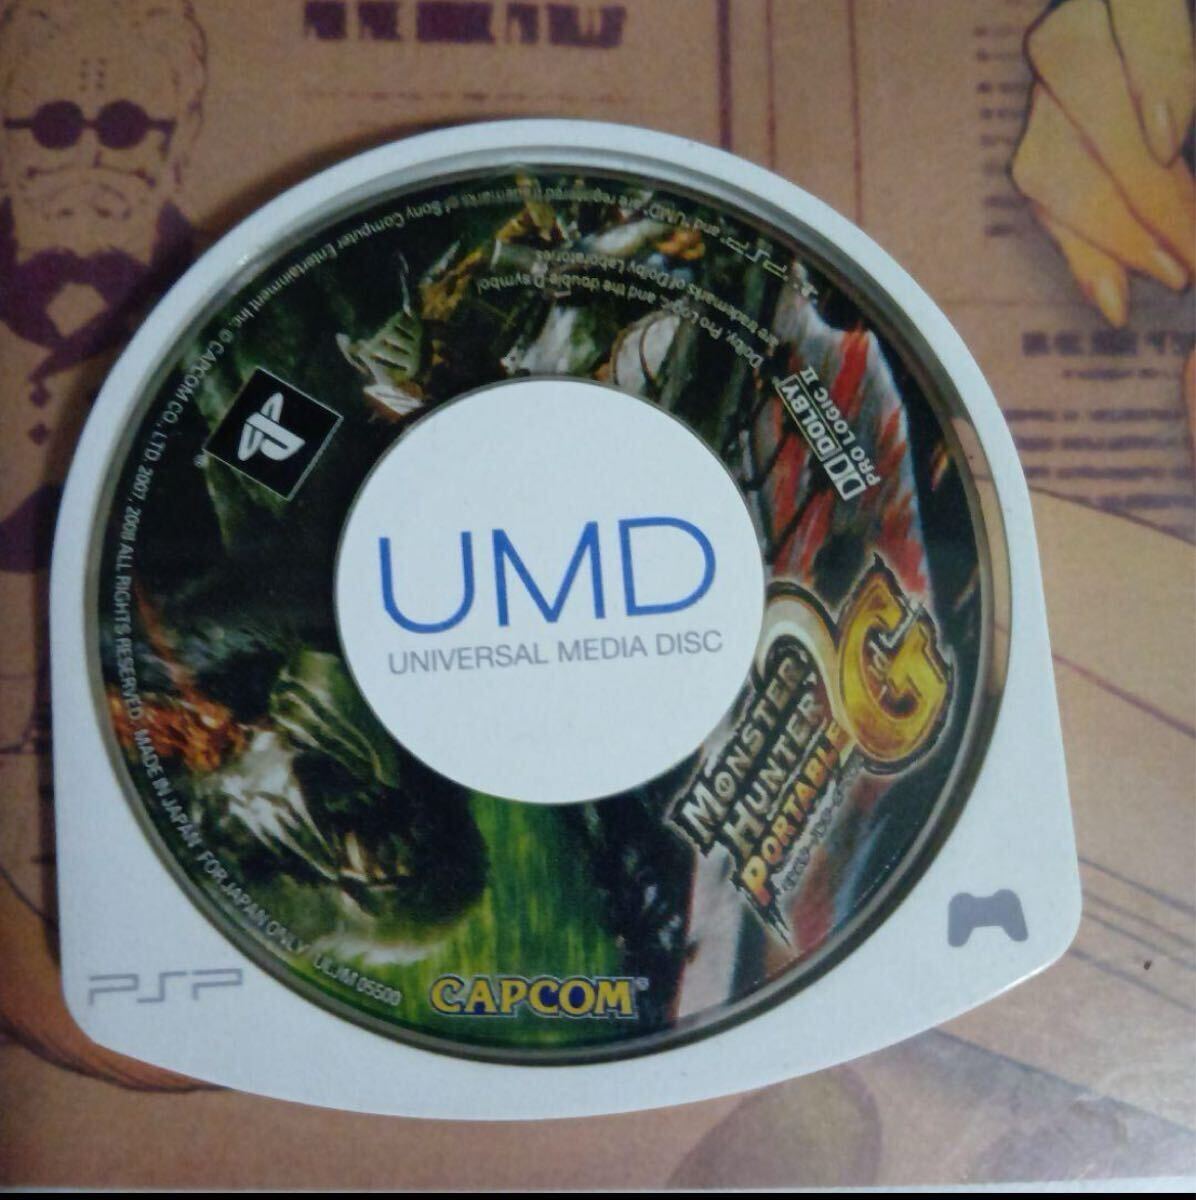 UMD
UNIVERSAL MEDIA DISC
MONSTER
HUNTER
PORTABLE
2nd G
CAPCOM
PSP
DOLBY
PRO LOGIC II
and "UMD" are registered trademarks of Sony Computer Entertainment Inc. © CAPCOM CO., LTD. 2007, 2008 ALL RIGHTS RESERVED. MADE IN JAPAN FOR JAPAN ONLY ULJM 05500
Dolby, Pro Logic, and the double-D symbol
are trademarks of Dolby Laboratories.